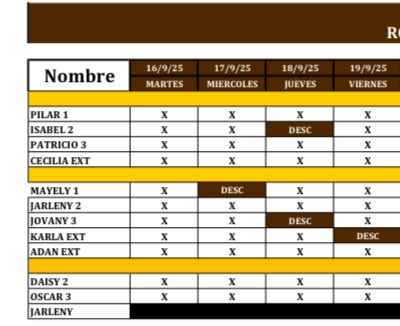 R
Nombre 16/9/25 17/9/25 18/9/25 19/9/25
MARTES MIERCOLES JUEVES VIERNES
PILAR 1 X X X X
ISABEL 2 X X DESC X
PATRICIO 3 X X X X
CECILIA EXT X X X X
MAYELY 1 X DESC X X
JARLENY 2 X X X X
JOVANY 3 X X DESC X
KARLA EXT X X X DESC
ADAN EXT X X X X
DAISY 2 X X X X
OSCAR 3 X X X X
JARLENY